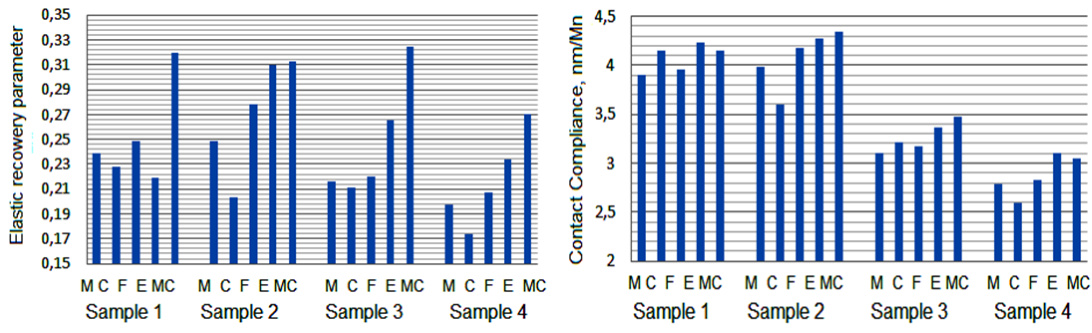 Elastic recovery parameter
0,35
0,33
0,31
0,29
0,27
0,25
0,23
0,21
0,19
0,17
0,15
M C F E MC M C F E MC M C F E MC M C F E MC
Sample 1 Sample 2 Sample 3 Sample 4
Contact Compliance, nm/Mn
4,5
4
3,5
3
2,5
2
M C F E MC M C F E MC M C F E MC M C F E MC
Sample 1 Sample 2 Sample 3 Sample 4